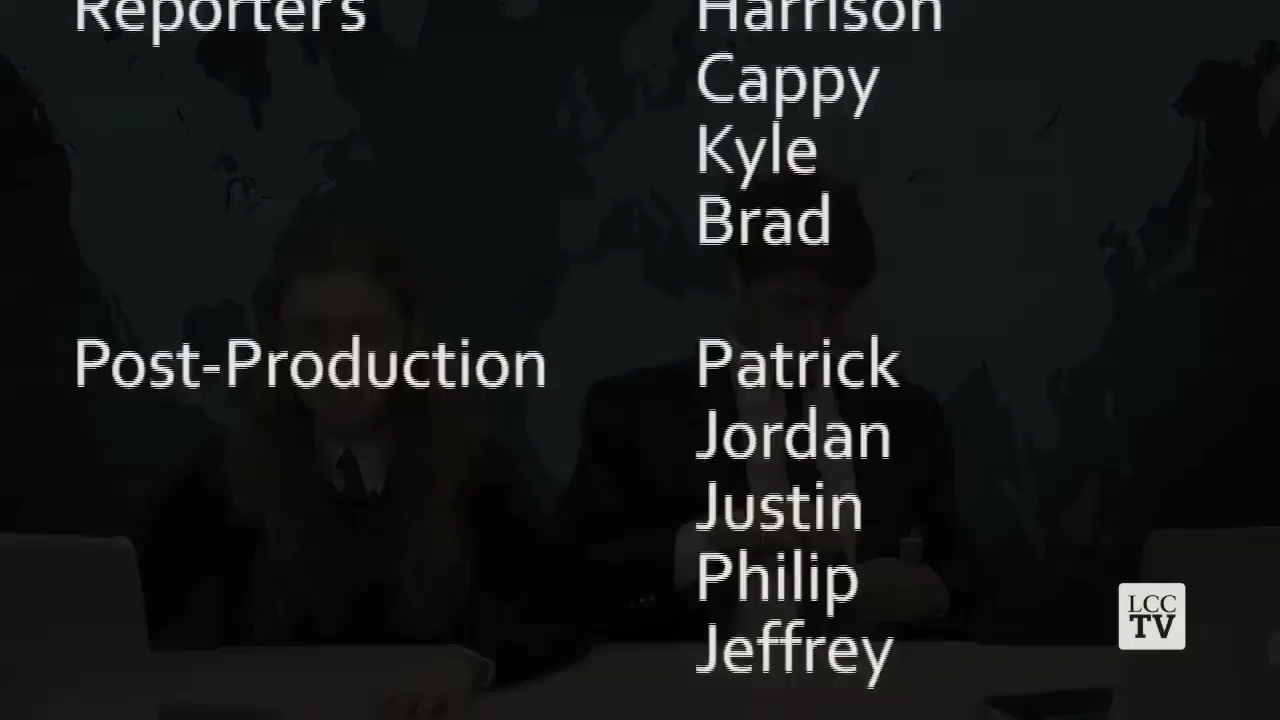 Reporters Harrison
Cappy
Kyle
Brad
Post-Production Patrick
Jordan
Justin
Philip
Jeffrey
LCC
TV